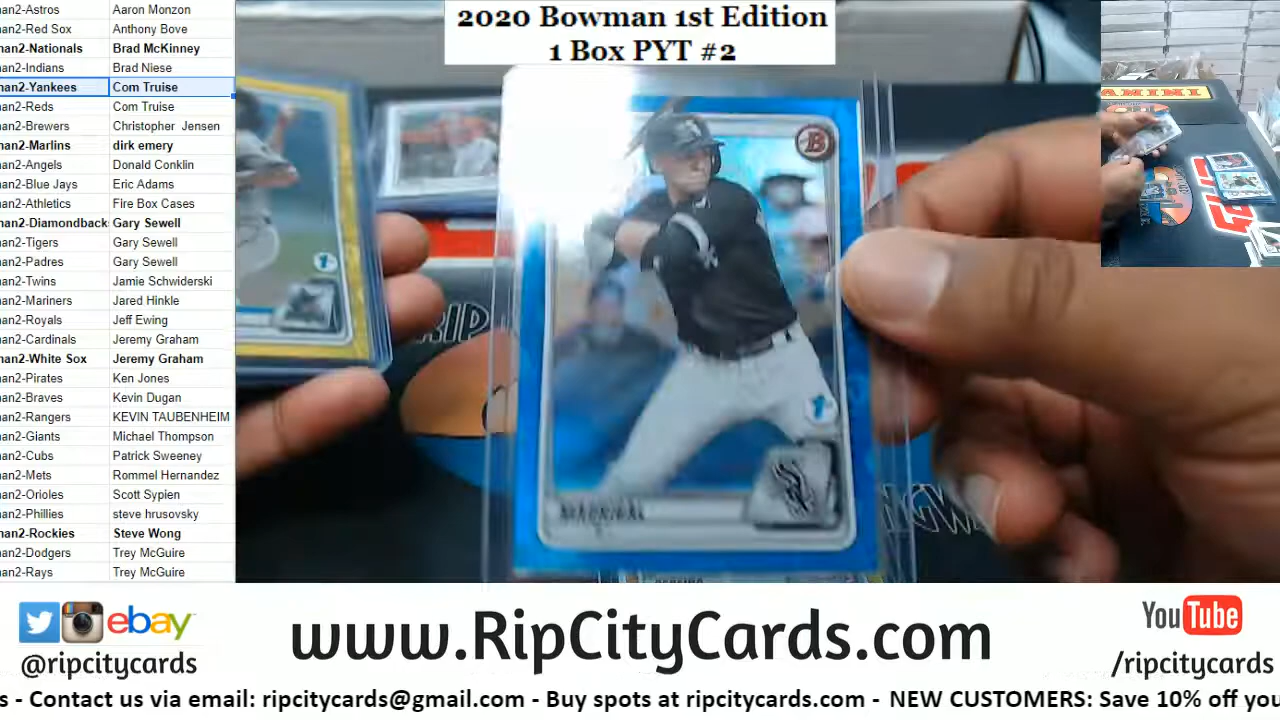 2020 Bowman 1st Edition
1 Box PYT #2
nan2-Astros Aaron Monzon
nan2-Red Sox Anthony Bove
nan2-Nationals Brad McKinney
nan2-Indians Brad Niese
nan2-Yankees Com Truise
nan2-Reds Com Truise
nan2-Brewers Christopher Jensen
nan2-Marlins dirk emery
nan2-Angels Donald Conklin
nan2-Blue Jays Eric Adams
nan2-Athletics Fire Box Cases
nan2-Diamondbacks Gary Sewell
nan2-Tigers Gary Sewell
nan2-Padres Gary Sewell
nan2-Twins Jamie Schwiderski
nan2-Mariners Jared Hinkle
nan2-Royals Jeff Ewing
nan2-Cardinals Jeremy Graham
nan2-White Sox Jeremy Graham
nan2-Pirates Ken Jones
nan2-Braves Kevin Dugan
nan2-Rangers KEVIN TAUBENHEIM
nan2-Giants Michael Thompson
nan2-Cubs Patrick Sweeney
nan2-Mets Rommel Hernandez
nan2-Orioles Scott Sypien
nan2-Phillies steve hrusovsky
nan2-Rockies Steve Wong
nan2-Dodgers Trey McGuire
nan2-Rays Trey McGuire
PANINI
B
1st
MADRIGAL
RIP
ebay
@ripcitycards
www.RipCityCards.com
YouTube
/ripcitycards
s - Contact us via email: ripcitycards@gmail.com - Buy spots at ripcitycards.com - NEW CUSTOMERS: Save 10% off you